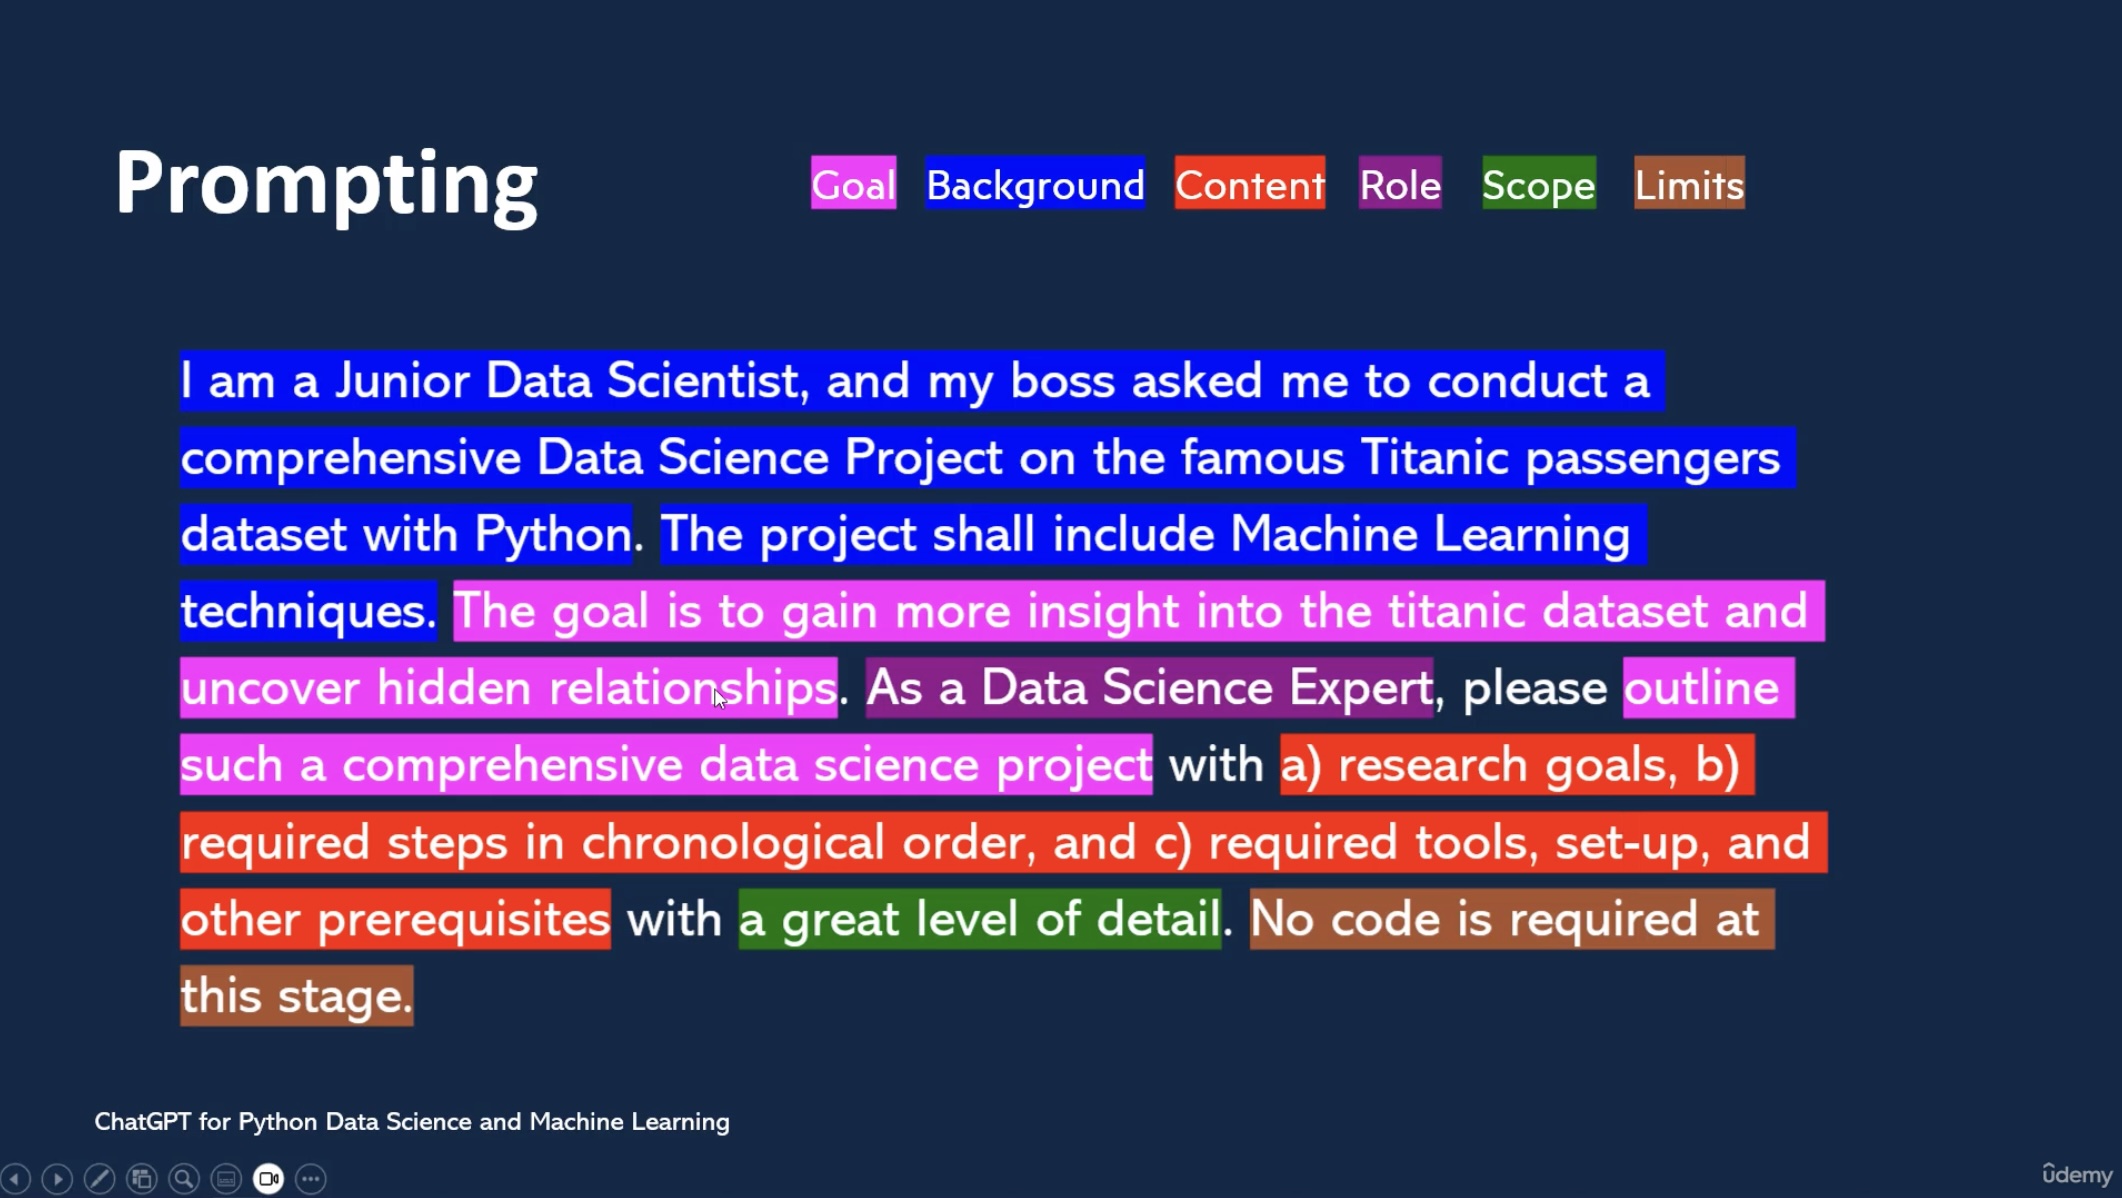 Prompting
Goal Background Content Role Scope Limits
I am a Junior Data Scientist, and my boss asked me to conduct a
comprehensive Data Science Project on the famous Titanic passengers
dataset with Python. The project shall include Machine Learning
techniques. The goal is to gain more insight into the titanic dataset and
uncover hidden relationships. As a Data Science Expert, please outline
such a comprehensive data science project with a) research goals, b)
required steps in chronological order, and c) required tools, set-up, and
other prerequisites with a great level of detail. No code is required at
this stage.
ChatGPT for Python Data Science and Machine Learning
ûdemy